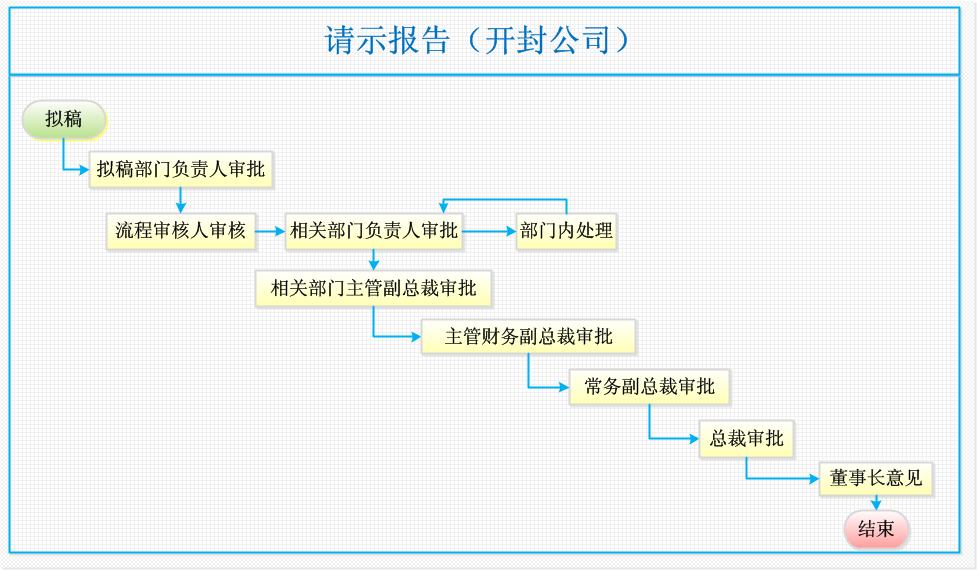 请示报告（开封公司）
拟稿
拟稿部门负责人审批
流程审核人审核
相关部门负责人审批
部门内处理
相关部门主管副总裁审批
主管财务副总裁审批
常务副总裁审批
总裁审批
董事长意见
结束